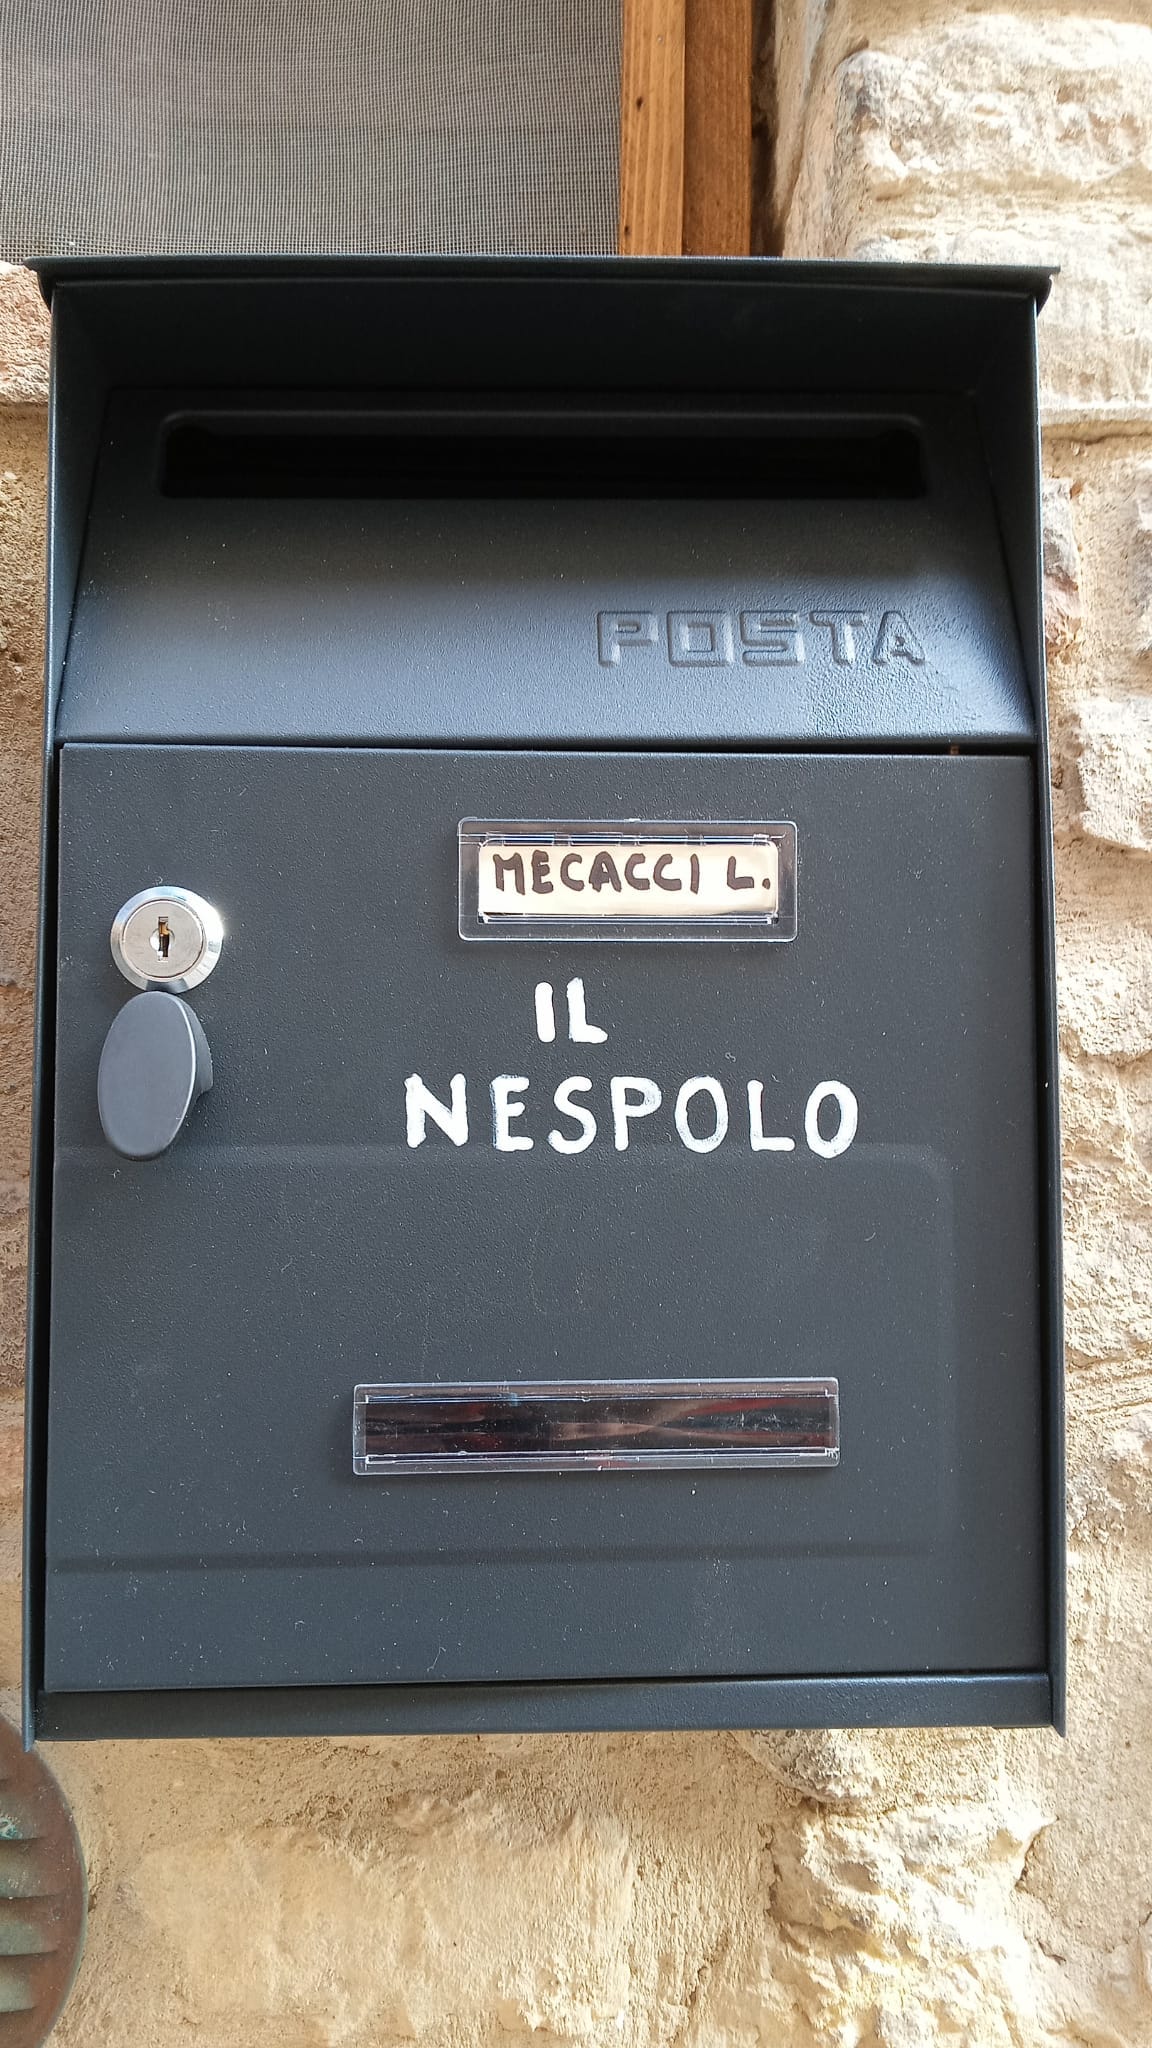 POSTA
MECACCI L.
IL
NESPOLO